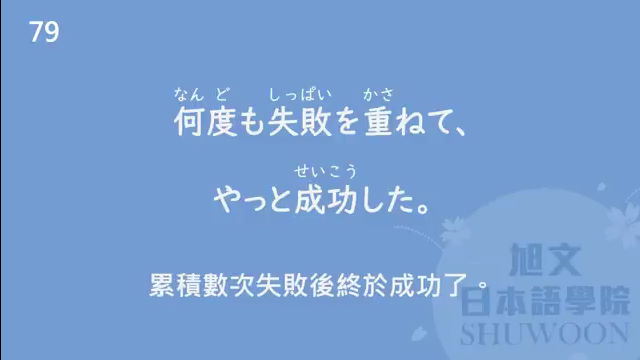 79
なんど しっぱい かさ
何度も失敗を重ねて、
せいこう
やっと成功した。
累積數次失敗後終於成功了。
旭文
日本語學院
SHUWOON